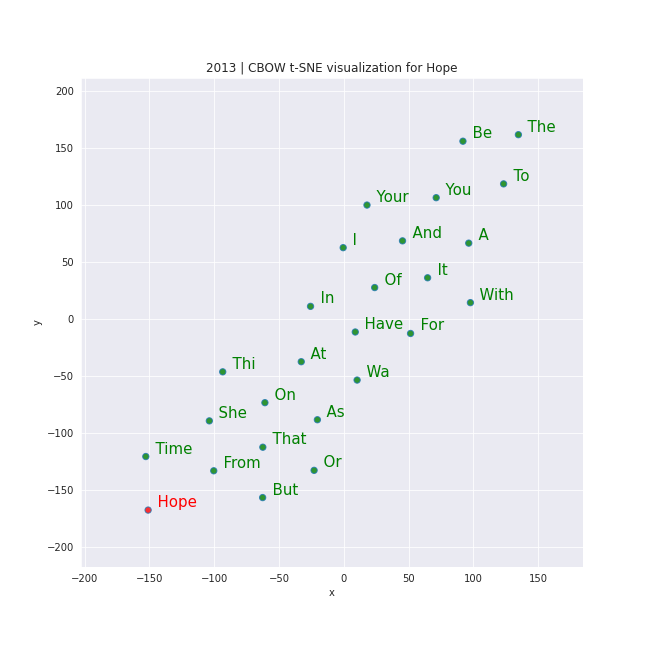 2013 | CBOW t-SNE visualization for Hope
200
150
100
50
0
−50
−100
−150
−200
y
Be
The
To
You
Your
And
A
I
It
Of
With
In
Have
For
At
Thi
Wa
On
She
As
That
Time
From
Or
But
Hope
−200 −150 −100 −50 0 50 100 150
x